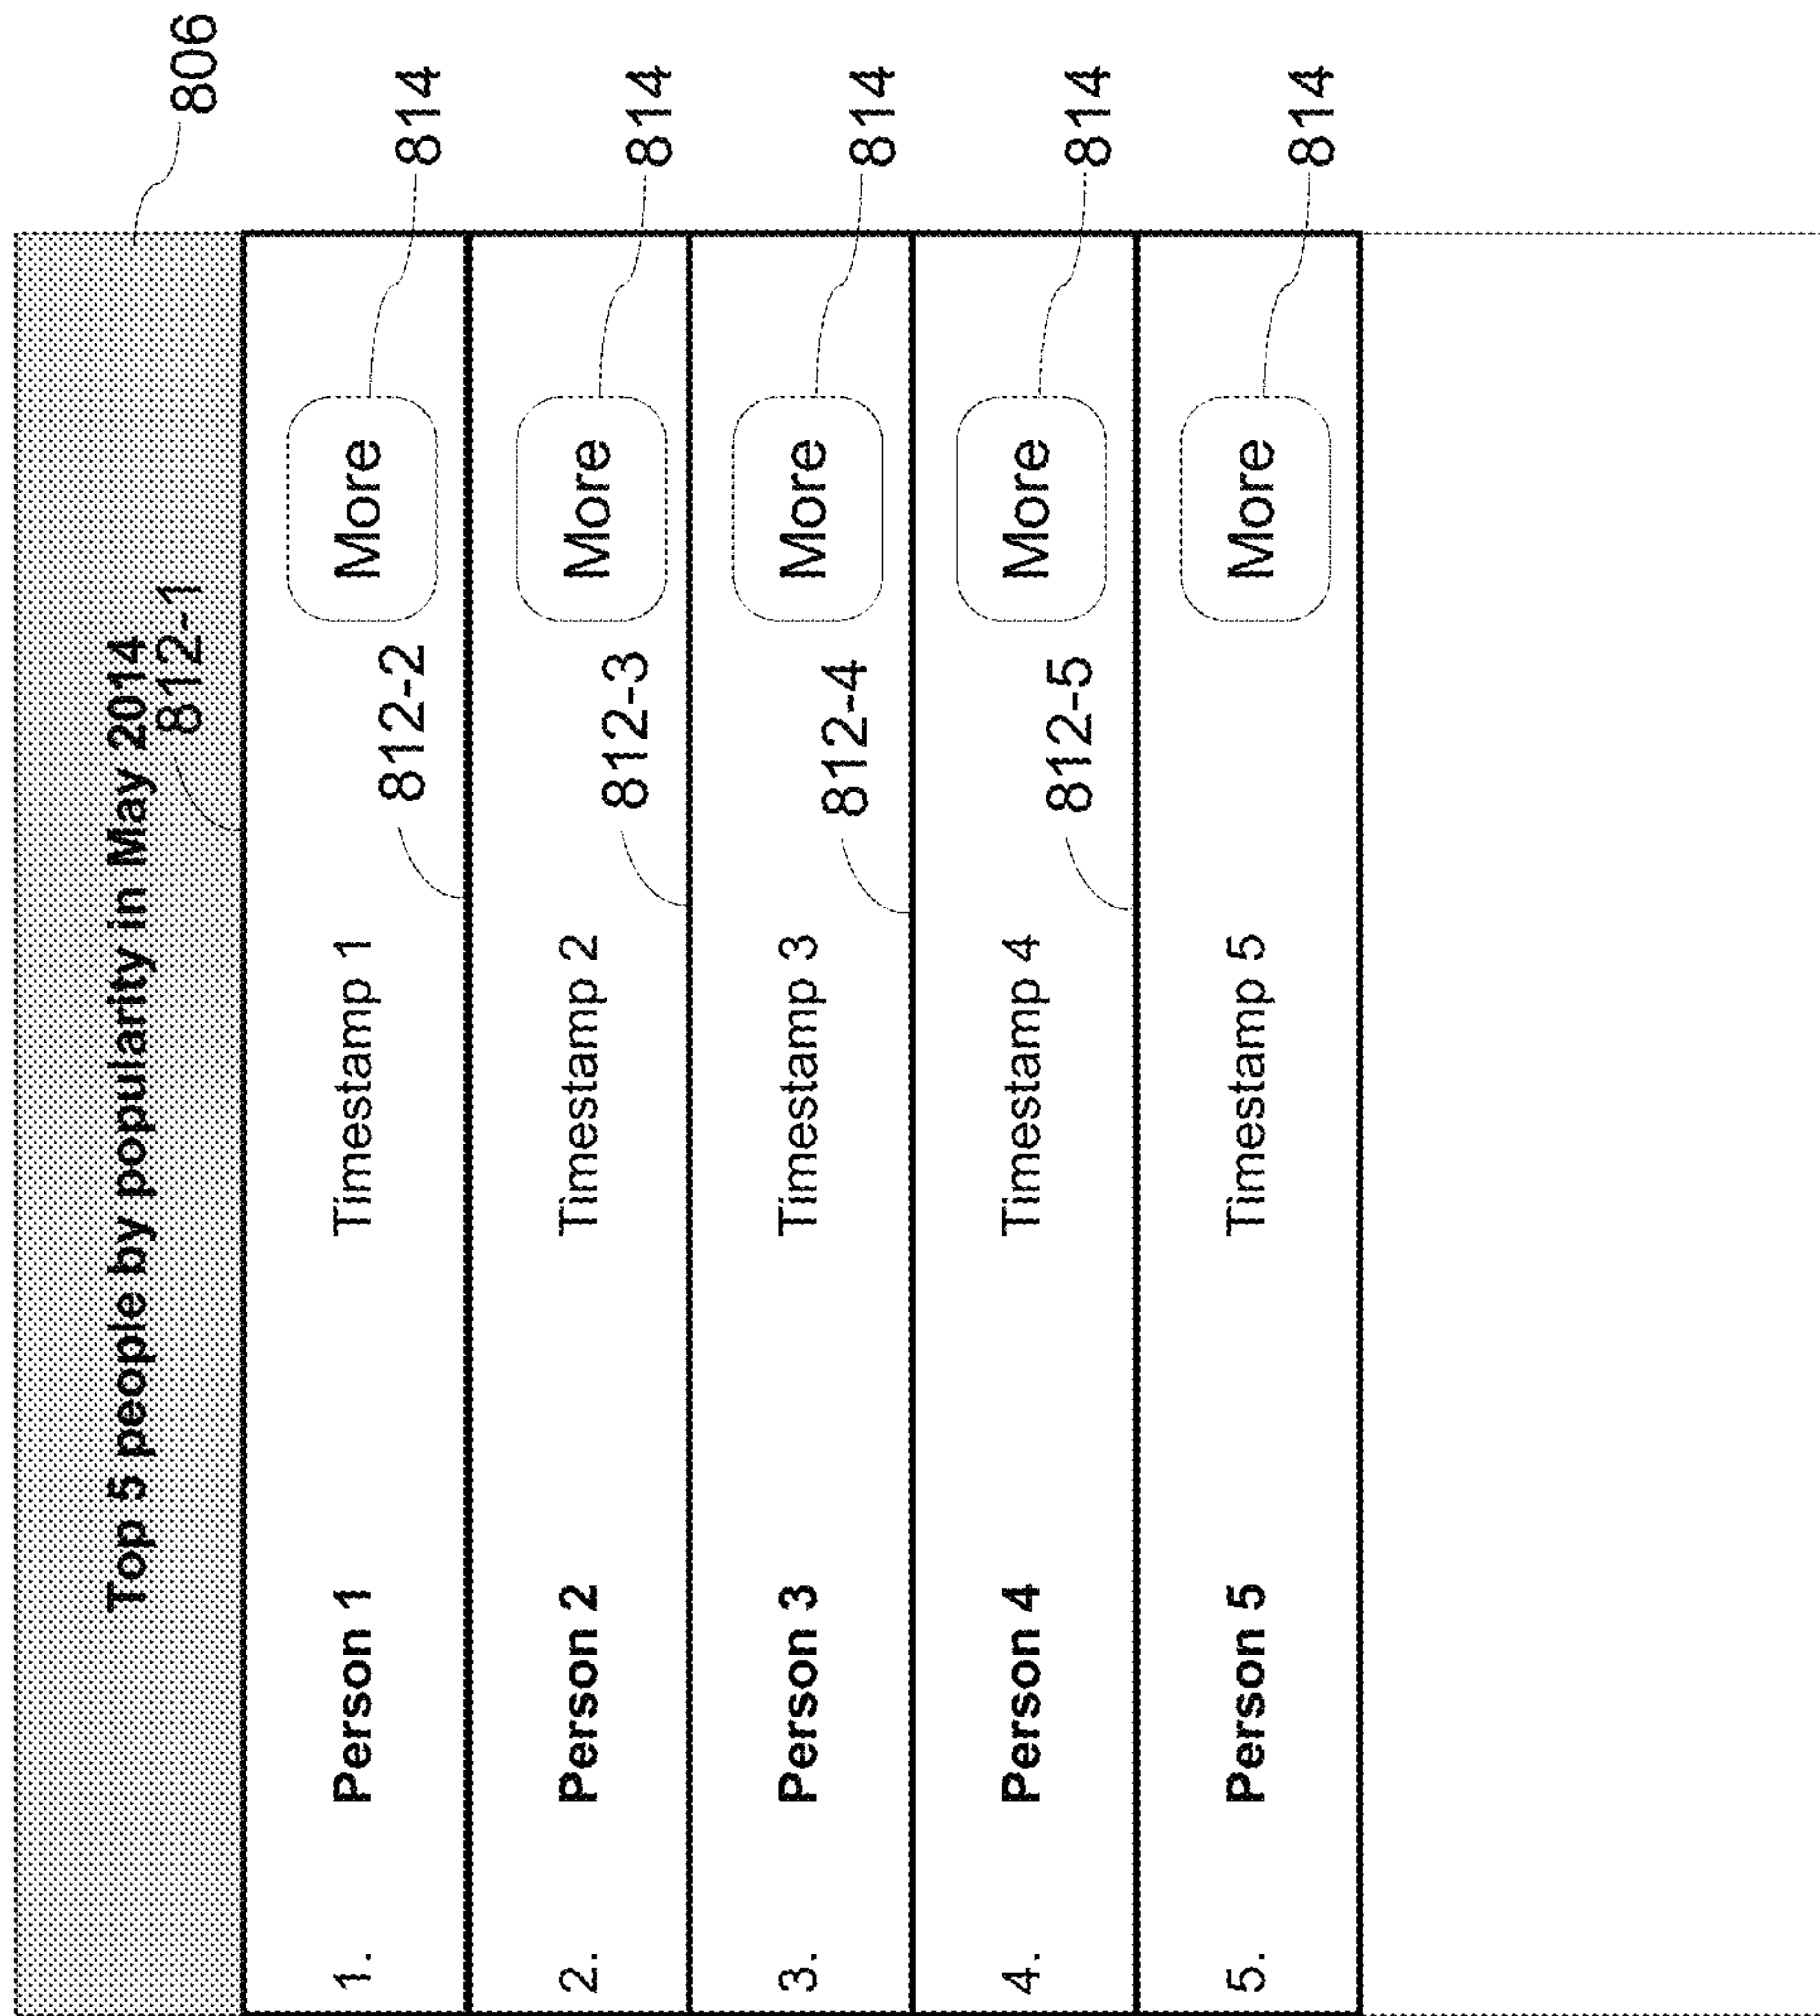 806
Top 5 people by popularity in May 2014
812-1
1. Person 1 Timestamp 1 More 814
812-2
2. Person 2 Timestamp 2 More 814
812-3
3. Person 3 Timestamp 3 More 814
812-4
4. Person 4 Timestamp 4 More 814
812-5
5. Person 5 Timestamp 5 More 814